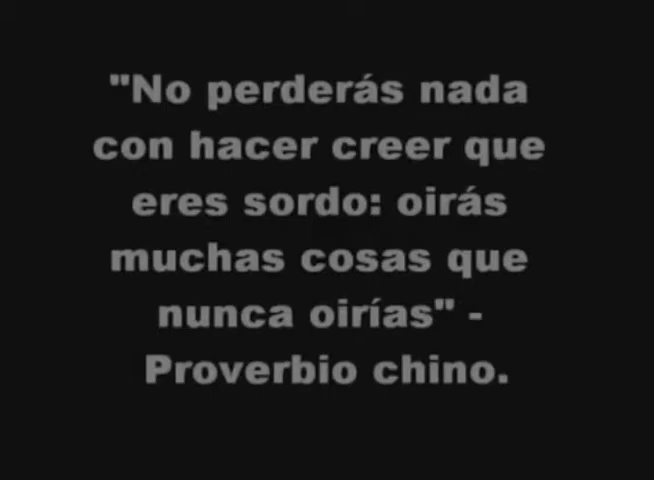 "No perderás nada
con hacer creer que
eres sordo: oirás
muchas cosas que
nunca oirías" -
Proverbio chino.